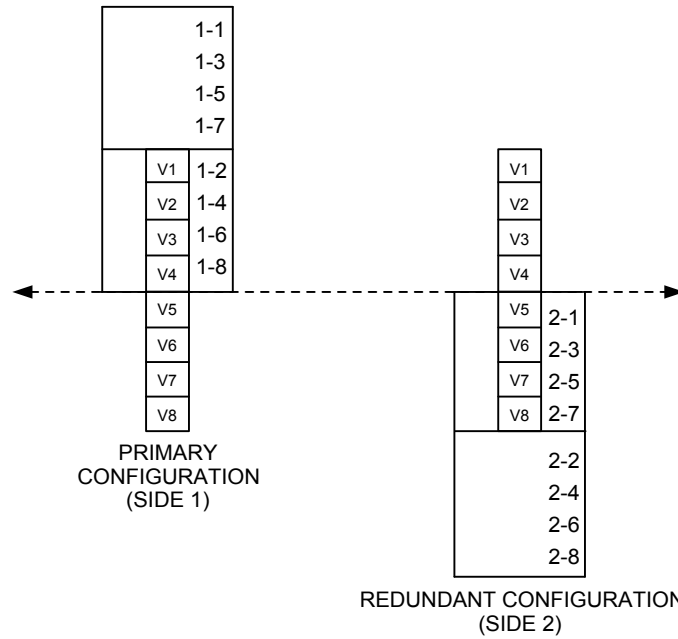 1-1
1-3
1-5
1-7
V1 1-2
V2 1-4
V3 1-6
V4 1-8
V5
V6
V7
V8
PRIMARY
CONFIGURATION
(SIDE 1)
V1
V2
V3
V4
V5 2-1
V6 2-3
V7 2-5
V8 2-7
2-2
2-4
2-6
2-8
REDUNDANT CONFIGURATION
(SIDE 2)